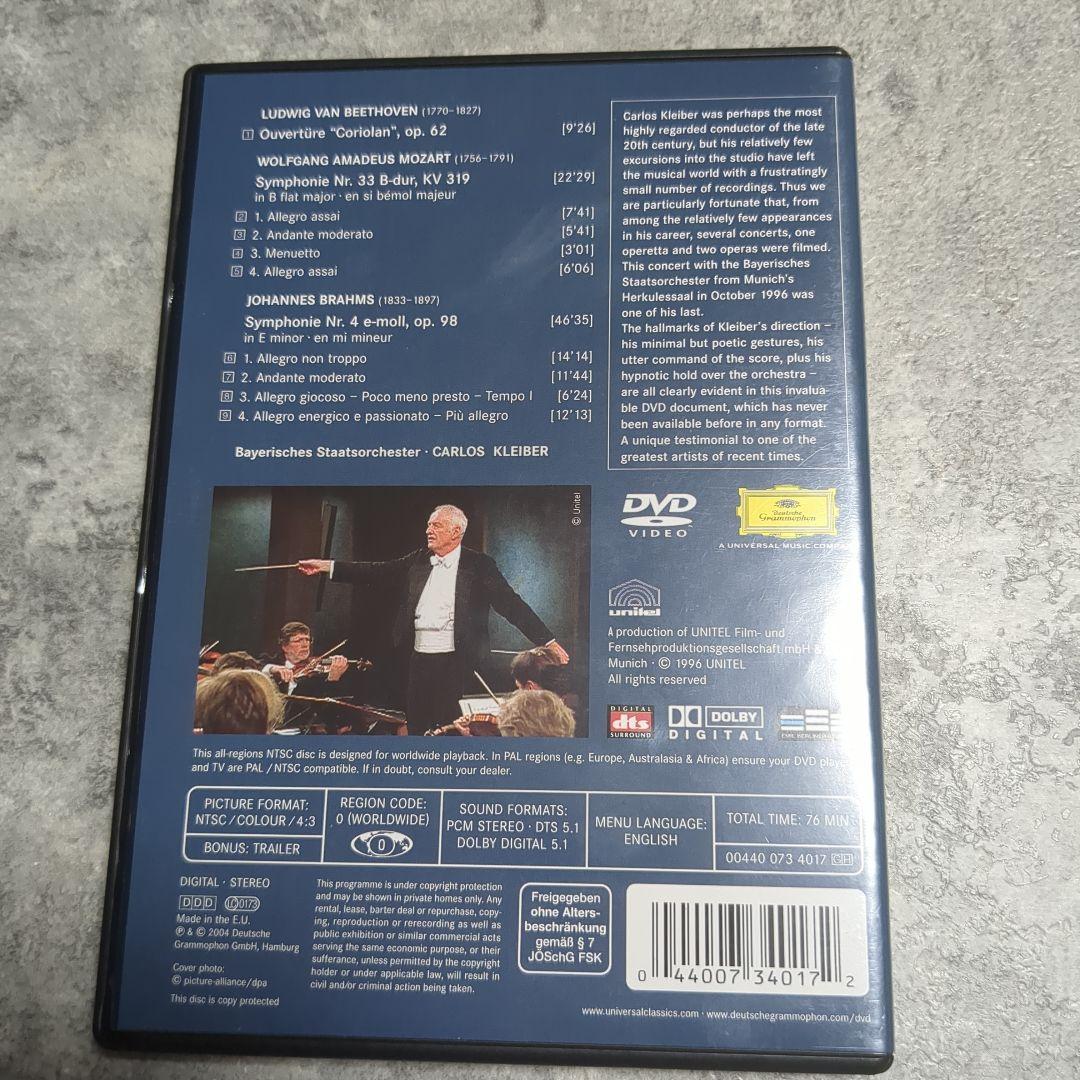 LUDWIG VAN BEETHOVEN (1770–1827)
1 Ouvertüre "Coriolan", op. 62 [9'26]
WOLFGANG AMADEUS MOZART (1756–1791)
Symphonie Nr. 33 B-dur, KV 319 [22'29]
in B flat major · en si bémol majeur
2 1. Allegro assai [7'41]
3 2. Andante moderato [5'41]
4 3. Menuetto [3'01]
5 4. Allegro assai [6'06]
JOHANNES BRAHMS (1833–1897)
Symphonie Nr. 4 e-moll, op. 98 [46'35]
in E minor · en mi mineur
6 1. Allegro non troppo [14'14]
7 2. Andante moderato [11'44]
8 3. Allegro giocoso – Poco meno presto – Tempo I [6'24]
9 4. Allegro energico e passionato – Più allegro [12'13]
Bayerisches Staatsorchester · CARLOS KLEIBER
Carlos Kleiber was perhaps the most
highly regarded conductor of the late
20th century, but his relatively few
excursions into the studio have left
the musical world with a frustratingly
small number of recordings. Thus we
are particularly fortunate that, from
among the relatively few appearances
in his career, several concerts, one
operetta and two operas were filmed.
This concert with the Bayerisches
Staatsorchester from Munich's
Herkulessaal in October 1996 was
one of his last.
The hallmarks of Kleiber's direction –
his minimal but poetic gestures, his
utter command of the score, plus his
hypnotic hold over the orchestra –
are all clearly evident in this invalua-
ble DVD document, which has never
been available before in any format.
A unique testimonial to one of the
greatest artists of recent times.
© Unitel
DVD
VIDEO
Deutsche
Grammophon
A UNIVERSAL MUSIC
unitel
A production of UNITEL Film- und
Fernsehproduktionsgesellschaft mbH &
Munich · © 1996 UNITEL
All rights reserved
DIGITAL
dts
SURROUND
DOLBY
DIGITAL
EMIL BERLINER
This all-regions NTSC disc is designed for worldwide playback. In PAL regions (e.g. Europe, Australasia & Africa) ensure your DVD
and TV are PAL / NTSC compatible. If in doubt, consult your dealer.
PICTURE FORMAT:
NTSC / COLOUR / 4:3
BONUS: TRAILER
REGION CODE:
0 (WORLDWIDE)
0
SOUND FORMATS:
PCM STEREO · DTS 5.1
DOLBY DIGITAL 5.1
MENU LANGUAGE:
ENGLISH
TOTAL TIME: 76 MIN
00440 073 4017 GH
DIGITAL · STEREO
DDD LC 0173
Made in the E.U.
℗ & © 2004 Deutsche
Grammophon GmbH, Hamburg
Cover photo:
© picture-alliance/dpa
This disc is copy protected
This programme is under copyright protection
and may be shown in private homes only. Any
rental, lease, barter deal or repurchase, copy-
ing, reproduction or rerecording as well as
public exhibition or similar commercial acts
serving the same economic purpose, or their
sufferance, unless permitted by the copyright
holder or under applicable law, will result in
civil and/or criminal action being taken.
Freigegeben
ohne Alters-
beschränkung
gemäß § 7
JÖSchG FSK
0 44007 34017 2
www.universalclassics.com · www.deutschegrammophon.com/dvd